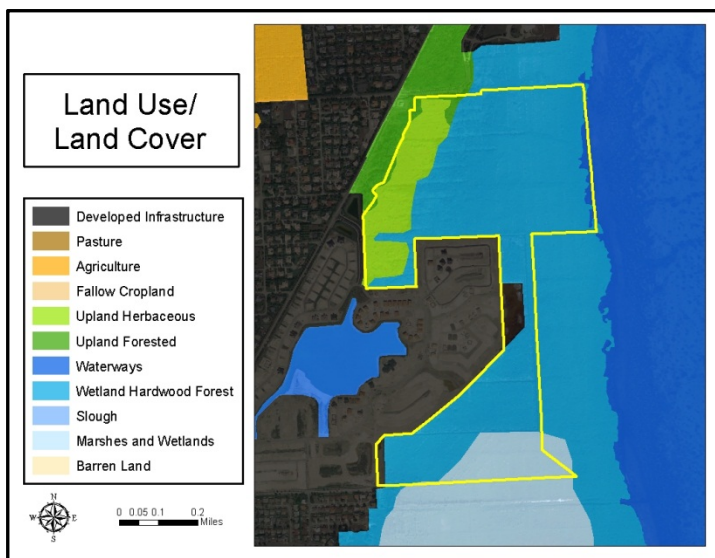 Land Use/
Land Cover
Developed Infrastructure
Pasture
Agriculture
Fallow Cropland
Upland Herbaceous
Upland Forested
Waterways
Wetland Hardwood Forest
Slough
Marshes and Wetlands
Barren Land
N
W E
S
0 0.05 0.1 0.2
Miles